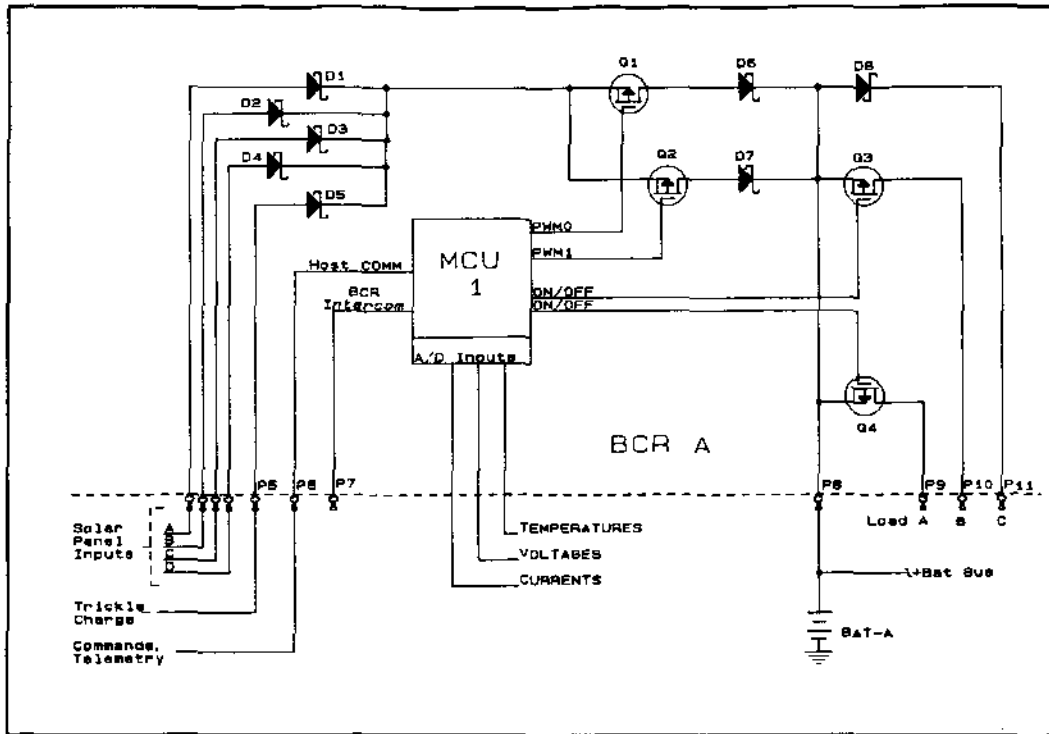 D1
D2
D3
D4
D5
Q1
D6
D8
Q2
D7
Q3
PWM0
PWM1
MCU
1
Host COMM
BCR
Intercom
ON/OFF
ON/OFF
A/D Inputs
Q4
BCR A
P5
P6
P7
P8
P9
P10
P11
Load A
B
C
Solar
Panel
Inputs
A
B
C
D
TEMPERATURES
VOLTAGES
CURRENTS
+Bat Bus
Trickle
Charge
BAT-A
Commands,
Telemetry